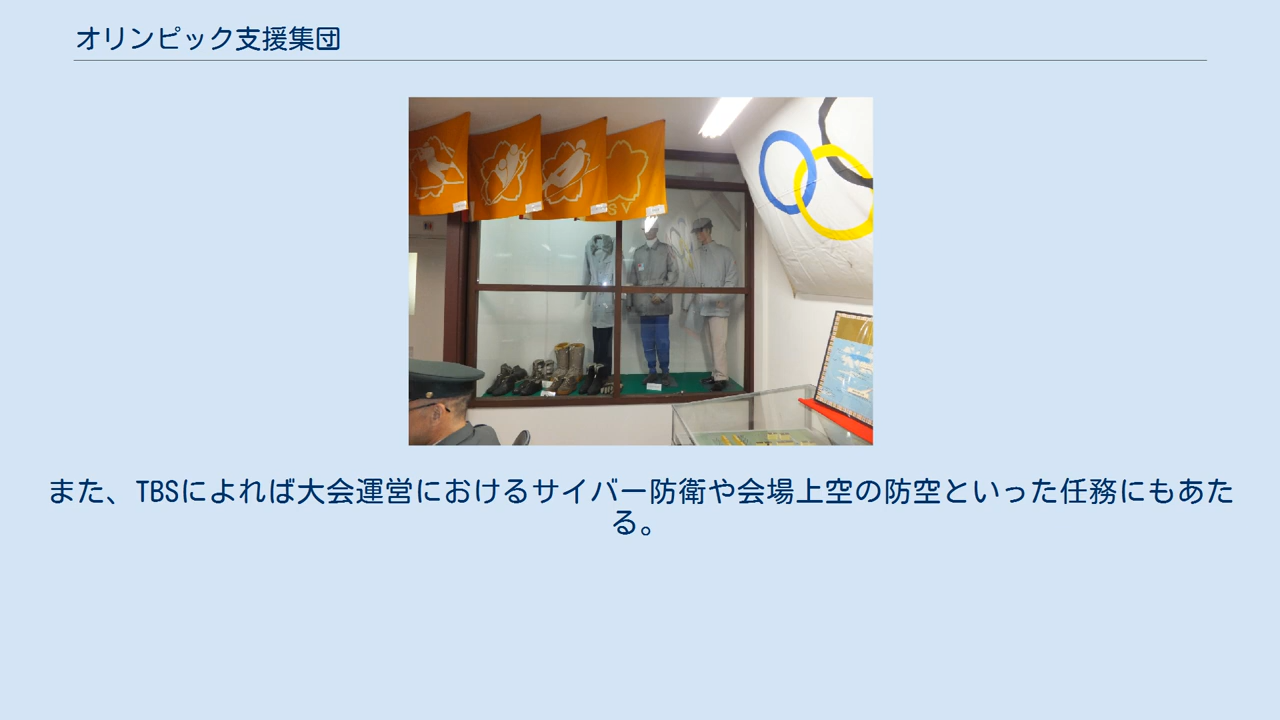 オリンピック支援集団
SV
また、TBSによれば大会運営におけるサイバー防衛や会場上空の防空といった任務にもあた
る。